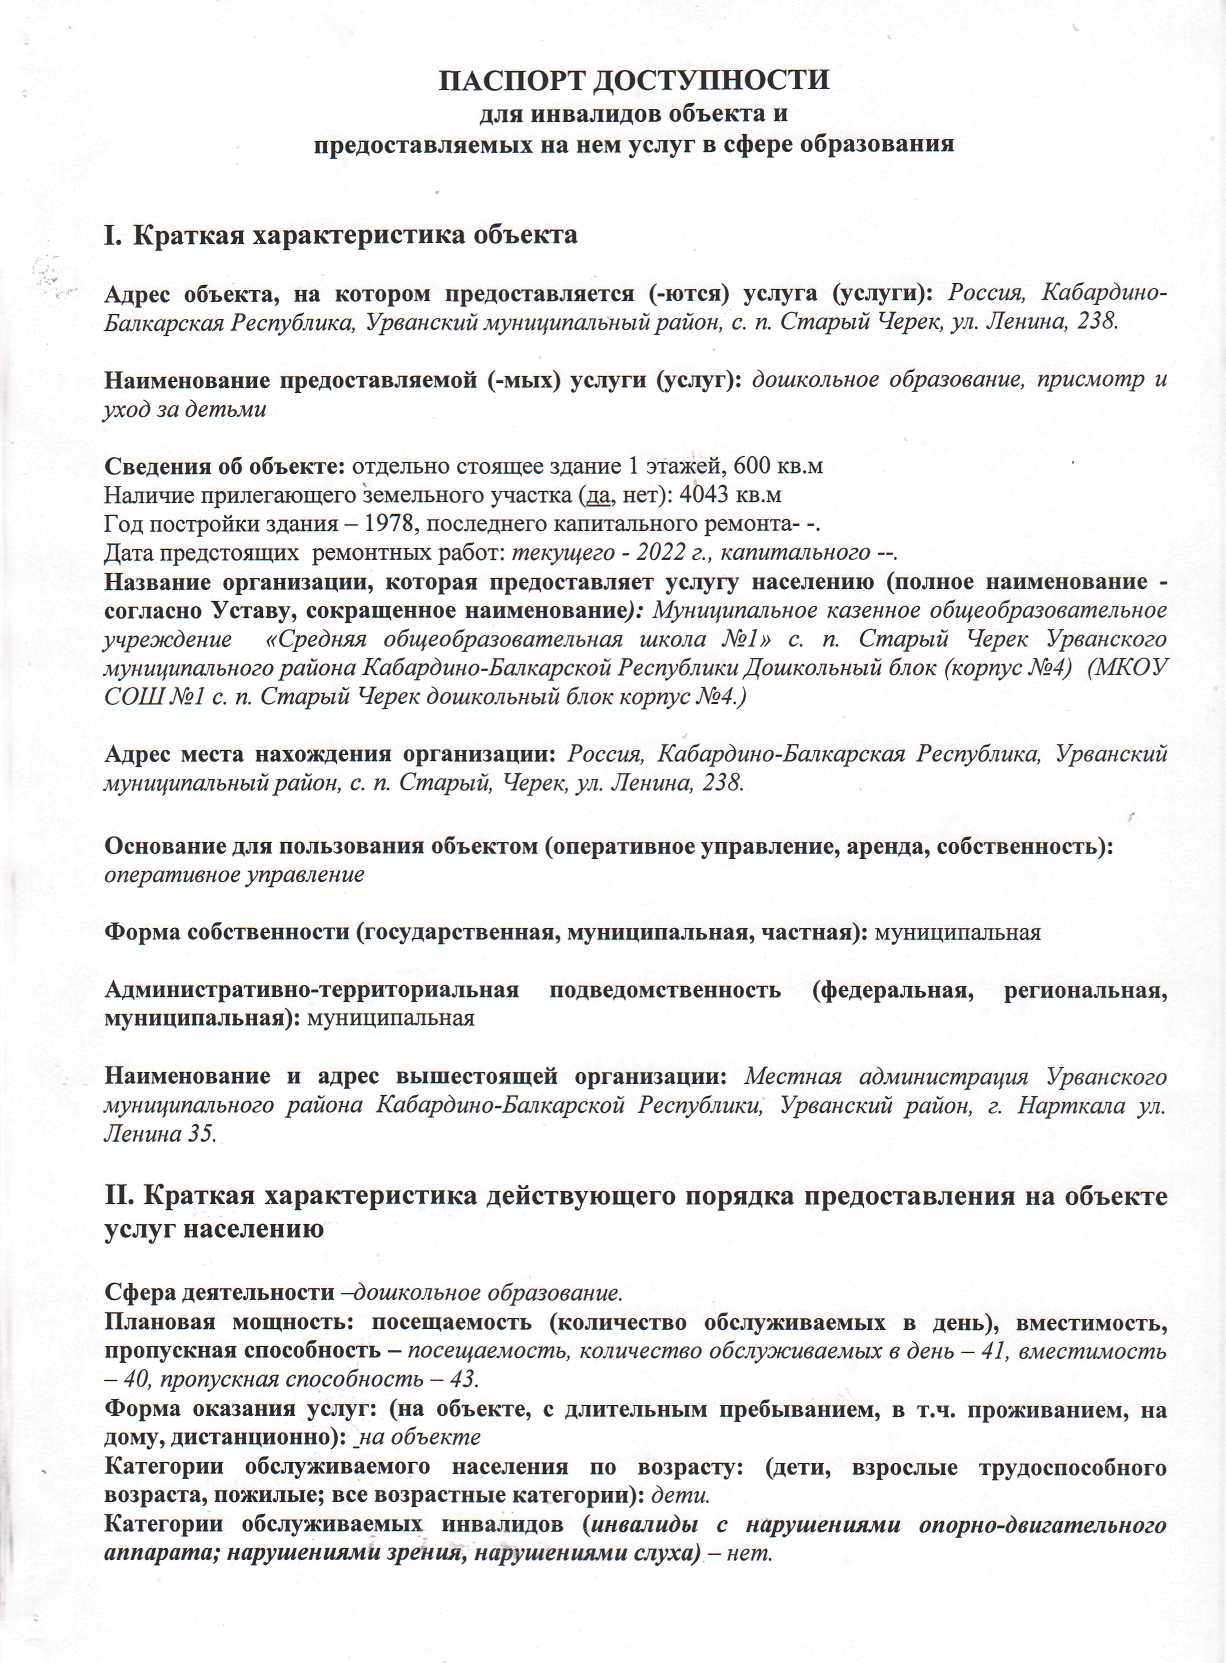 ПАСПОРТ ДОСТУПНОСТИ
для инвалидов объекта и
предоставляемых на нем услуг в сфере образования
I. Краткая характеристика объекта
Адрес объекта, на котором предоставляется (-ются) услуга (услуги): Россия, Кабардино-
Балкарская Республика, Урванский муниципальный район, с. п. Старый Черек, ул. Ленина, 238.
Наименование предоставляемой (-мых) услуги (услуг): дошкольное образование, присмотр и
уход за детьми
Сведения об объекте: отдельно стоящее здание 1 этажей, 600 кв.м
Наличие прилегающего земельного участка (да, нет): 4043 кв.м
Год постройки здания – 1978, последнего капитального ремонта- -.
Дата предстоящих ремонтных работ: текущего - 2022 г., капитального --.
Название организации, которая предоставляет услугу населению (полное наименование -
согласно Уставу, сокращенное наименование): Муниципальное казенное общеобразовательное
учреждение «Средняя общеобразовательная школа №1» с. п. Старый Черек Урванского
муниципального района Кабардино-Балкарской Республики Дошкольный блок (корпус №4) (МКОУ
СОШ №1 с. п. Старый Черек дошкольный блок корпус №4.)
Адрес места нахождения организации: Россия, Кабардино-Балкарская Республика, Урванский
муниципальный район, с. п. Старый, Черек, ул. Ленина, 238.
Основание для пользования объектом (оперативное управление, аренда, собственность):
оперативное управление
Форма собственности (государственная, муниципальная, частная): муниципальная
Административно-территориальная подведомственность (федеральная, региональная,
муниципальная): муниципальная
Наименование и адрес вышестоящей организации: Местная администрация Урванского
муниципального района Кабардино-Балкарской Республики, Урванский район, г. Нарткала ул.
Ленина 35.
II. Краткая характеристика действующего порядка предоставления на объекте
услуг населению
Сфера деятельности –дошкольное образование.
Плановая мощность: посещаемость (количество обслуживаемых в день), вместимость,
пропускная способность – посещаемость, количество обслуживаемых в день – 41, вместимость
– 40, пропускная способность – 43.
Форма оказания услуг: (на объекте, с длительным пребыванием, в т.ч. проживанием, на
дому, дистанционно): _на объекте
Категории обслуживаемого населения по возрасту: (дети, взрослые трудоспособного
возраста, пожилые; все возрастные категории): дети.
Категории обслуживаемых инвалидов (инвалиды с нарушениями опорно-двигательного
аппарата; нарушениями зрения, нарушениями слуха) – нет.